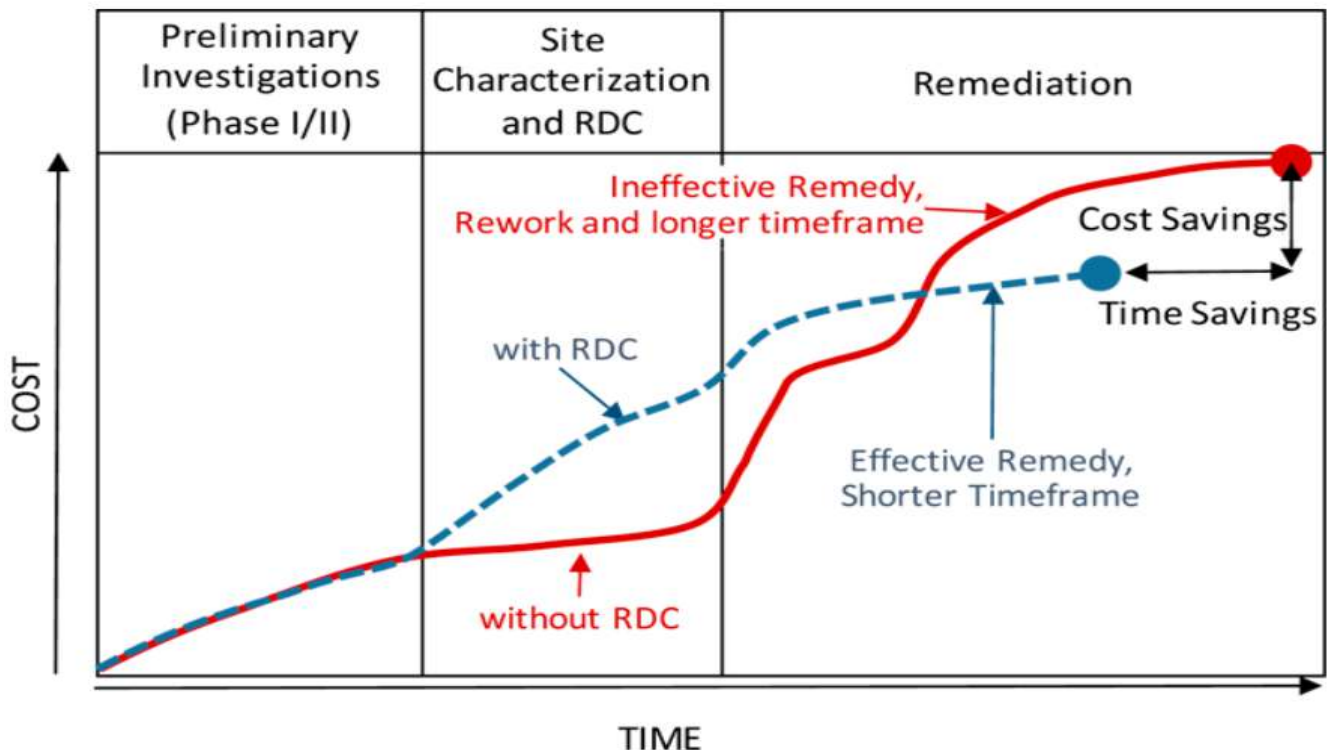 Preliminary
Investigations
(Phase I/II)
Site
Characterization
and RDC
Remediation
Ineffective Remedy,
Rework and longer timeframe
Cost Savings
Time Savings
with RDC
Effective Remedy,
Shorter Timeframe
without RDC
COST
TIME